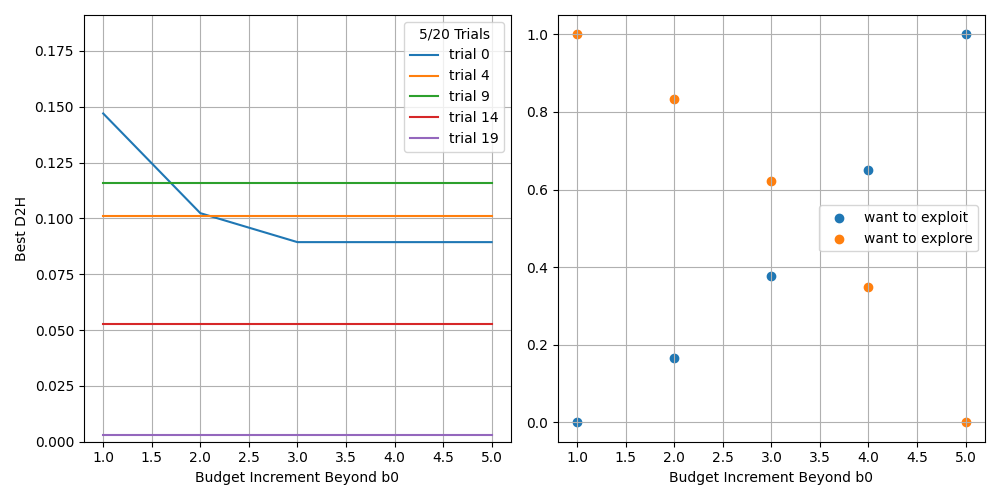 5/20 Trials
trial 0
trial 4
trial 9
trial 14
trial 19
0.175
0.150
0.125
0.100
0.075
0.050
0.025
0.000
Best D2H
1.0 1.5 2.0 2.5 3.0 3.5 4.0 4.5 5.0
Budget Increment Beyond b0
want to exploit
want to explore
1.0
0.8
0.6
0.4
0.2
0.0
1.0 1.5 2.0 2.5 3.0 3.5 4.0 4.5 5.0
Budget Increment Beyond b0